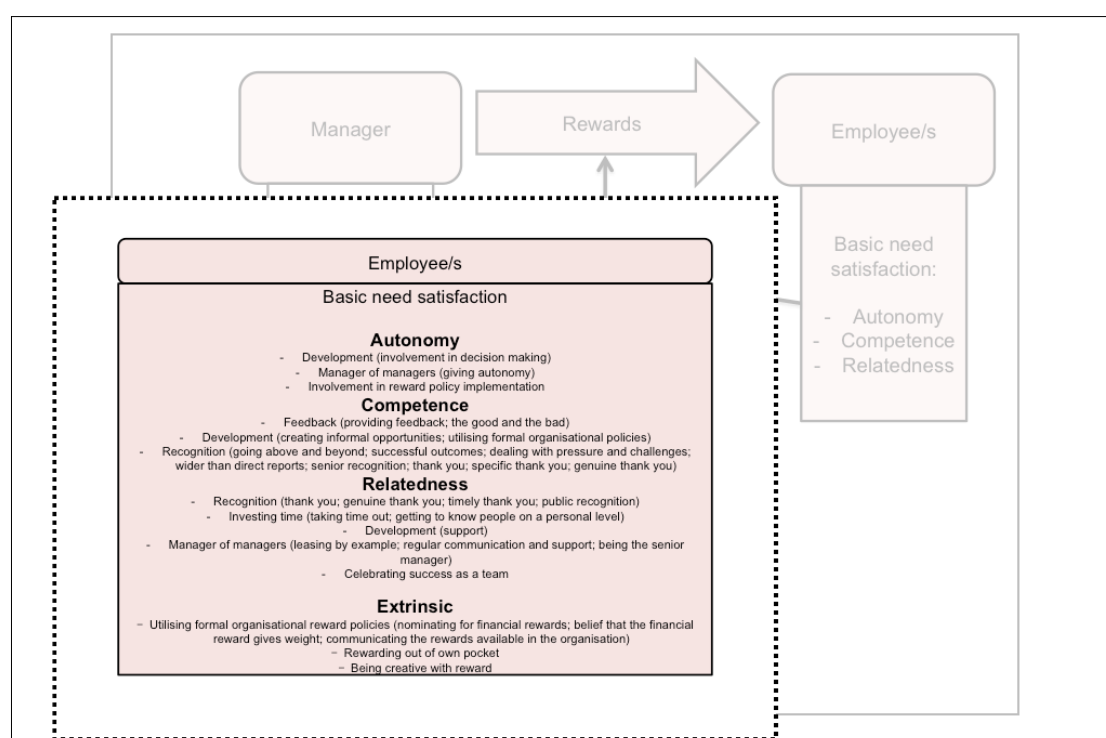 Manager
Rewards
Employee/s
Basic need
satisfaction:
- Autonomy
- Competence
- Relatedness
Employee/s
Basic need satisfaction
Autonomy
- Development (involvement in decision making)
- Manager of managers (giving autonomy)
- Involvement in reward policy implementation
Competence
- Feedback (providing feedback; the good and the bad)
- Development (creating informal opportunities; utilising formal organisational policies)
- Recognition (going above and beyond; successful outcomes; dealing with pressure and challenges;
wider than direct reports; senior recognition; thank you; specific thank you; genuine thank you)
Relatedness
- Recognition (thank you; genuine thank you; timely thank you; public recognition)
- Investing time (taking time out; getting to know people on a personal level)
- Development (support)
- Manager of managers (leasing by example; regular communication and support; being the senior
manager)
- Celebrating success as a team
Extrinsic
– Utilising formal organisational reward policies (nominating for financial rewards; belief that the financial
reward gives weight; communicating the rewards available in the organisation)
– Rewarding out of own pocket
– Being creative with reward